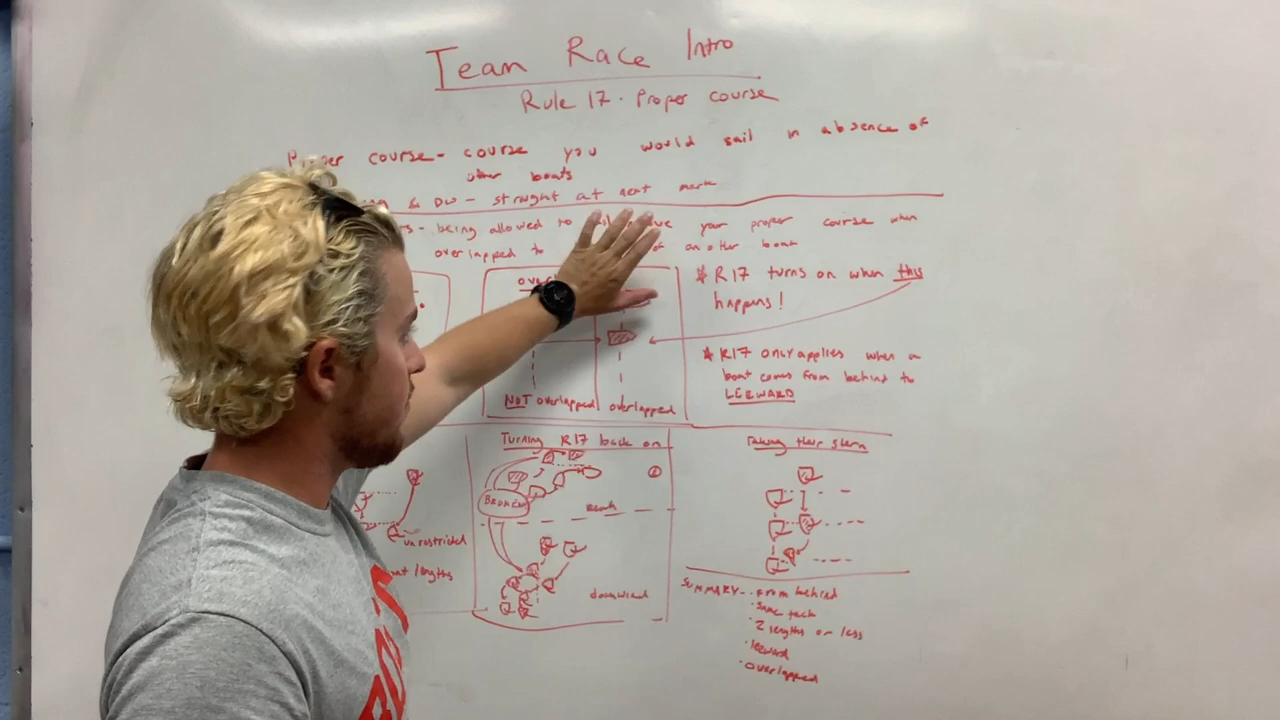 Team Race Intro
Rule 17 · Proper course
Proper course - course you would sail in absence of
other boats
& DW - straight at next mark
- being allowed to your proper course when
overlapped to of another boat
* R17 turns on when this
happens!
NOT overlapped
overlapped
* R17 only applies when a
boat comes from behind to
LEEWARD
unrestricted
lengths
Turning R17 back on
BROKEN
Reach
downwind
Taking their stern
SUMMARY - · From behind
· same tack
· 2 lengths or less
· leeward
· overlapped